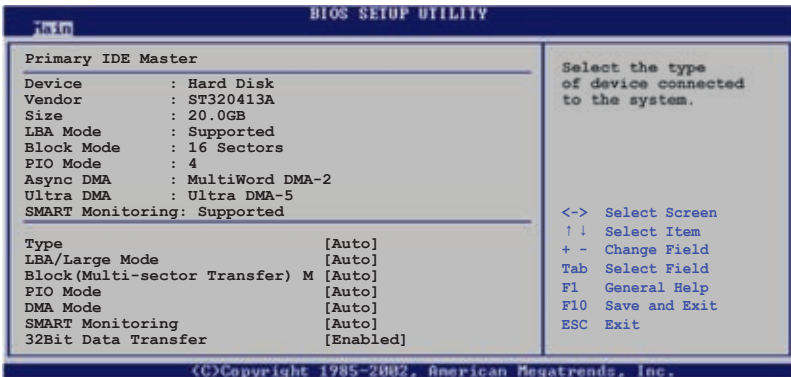 BIOS SETUP UTILITY
Main
Primary IDE Master
Device : Hard Disk
Vendor : ST320413A
Size : 20.0GB
LBA Mode : Supported
Block Mode : 16 Sectors
PIO Mode : 4
Async DMA : MultiWord DMA-2
Ultra DMA : Ultra DMA-5
SMART Monitoring: Supported
Type [Auto]
LBA/Large Mode [Auto]
Block(Multi-sector Transfer) M [Auto]
PIO Mode [Auto]
DMA Mode [Auto]
SMART Monitoring [Auto]
32Bit Data Transfer [Enabled]
Select the type
of device connected
to the system.
<-> Select Screen
↑↓ Select Item
+ - Change Field
Tab Select Field
F1 General Help
F10 Save and Exit
ESC Exit
(C)Copyright 1985-2002, American Megatrends, Inc.